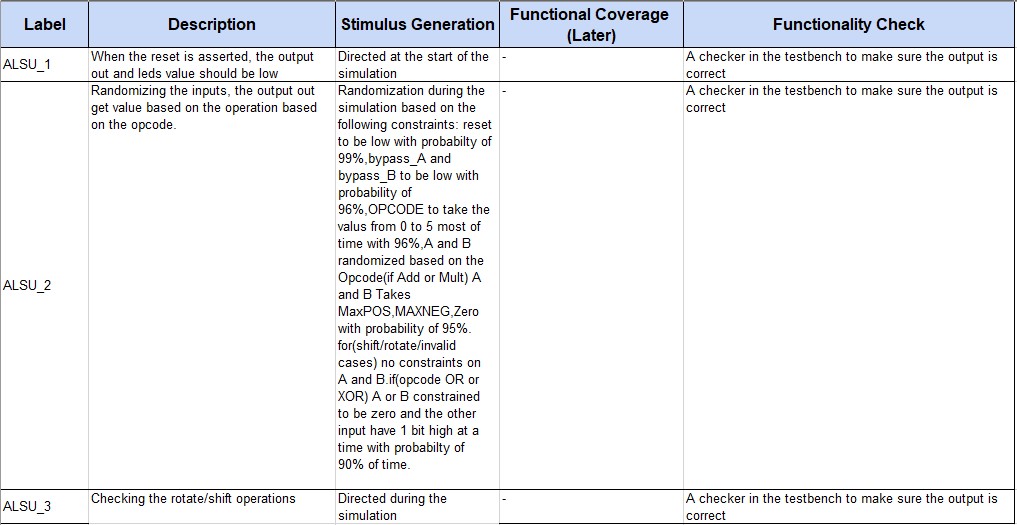 Label
Description
Stimulus Generation
Functional Coverage
(Later)
Functionality Check
ALSU_1
When the reset is asserted, the output
out and leds value should be low
Directed at the start of the
simulation
-
A checker in the testbench to make sure the output is
correct
ALSU_2
Randomizing the inputs, the output out
get value based on the operation based
on the opcode.
Randomization during the
simulation based on the
following constraints: reset
to be low with probabilty of
99%,bypass_A and
bypass_B to be low with
probability of
96%,OPCODE to take the
valus from 0 to 5 most of
time with 96%,A and B
randomized based on the
Opcode(if Add or Mult) A
and B Takes
MaxPOS,MAXNEG,Zero
with probability of 95%.
for(shift/rotate/invalid
cases) no constraints on
A and B.if(opcode OR or
XOR) A or B constrained
to be zero and the other
input have 1 bit high at a
time with probabilty of
90% of time.
-
A checker in the testbench to make sure the output is
correct
ALSU_3
Checking the rotate/shift operations
Directed during the
simulation
-
A checker in the testbench to make sure the output is
correct